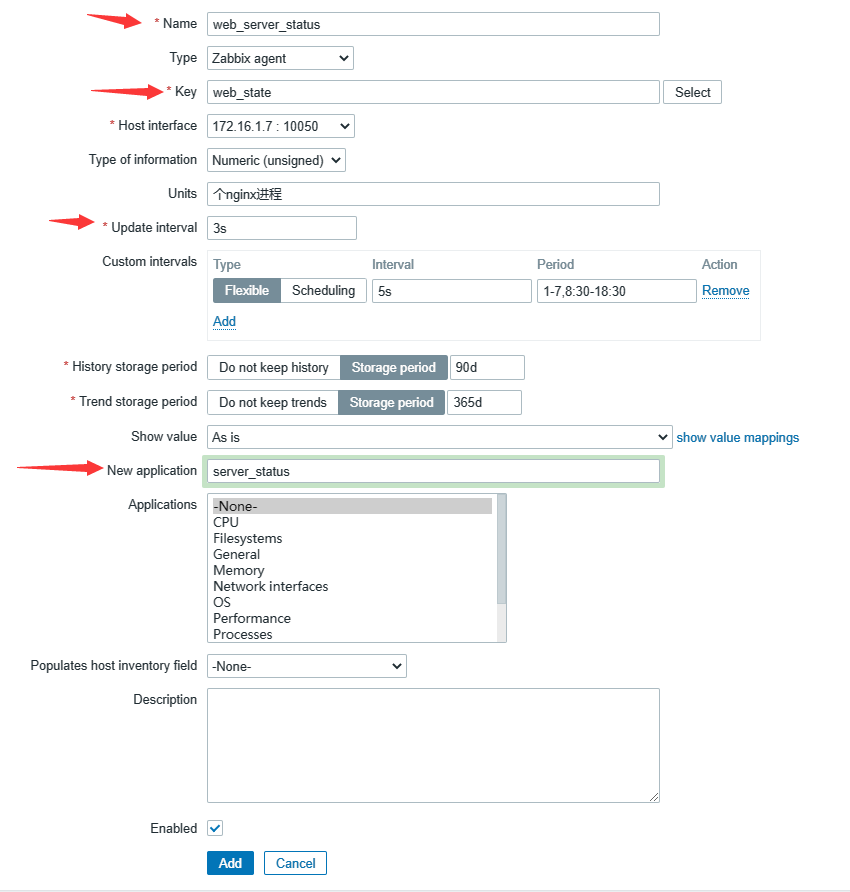 * Name web_server_status
Type Zabbix agent
* Key web_state Select
* Host interface 172.16.1.7 : 10050
Type of information Numeric (unsigned)
Units 个nginx进程
* Update interval 3s
Custom intervals Type Interval Period Action
Flexible Scheduling 5s 1-7,8:30-18:30 Remove
Add
* History storage period Do not keep history Storage period 90d
* Trend storage period Do not keep trends Storage period 365d
Show value As is show value mappings
New application server_status
Applications -None-
CPU
Filesystems
General
Memory
Network interfaces
OS
Performance
Processes
Populates host inventory field -None-
Description
Enabled
Add Cancel